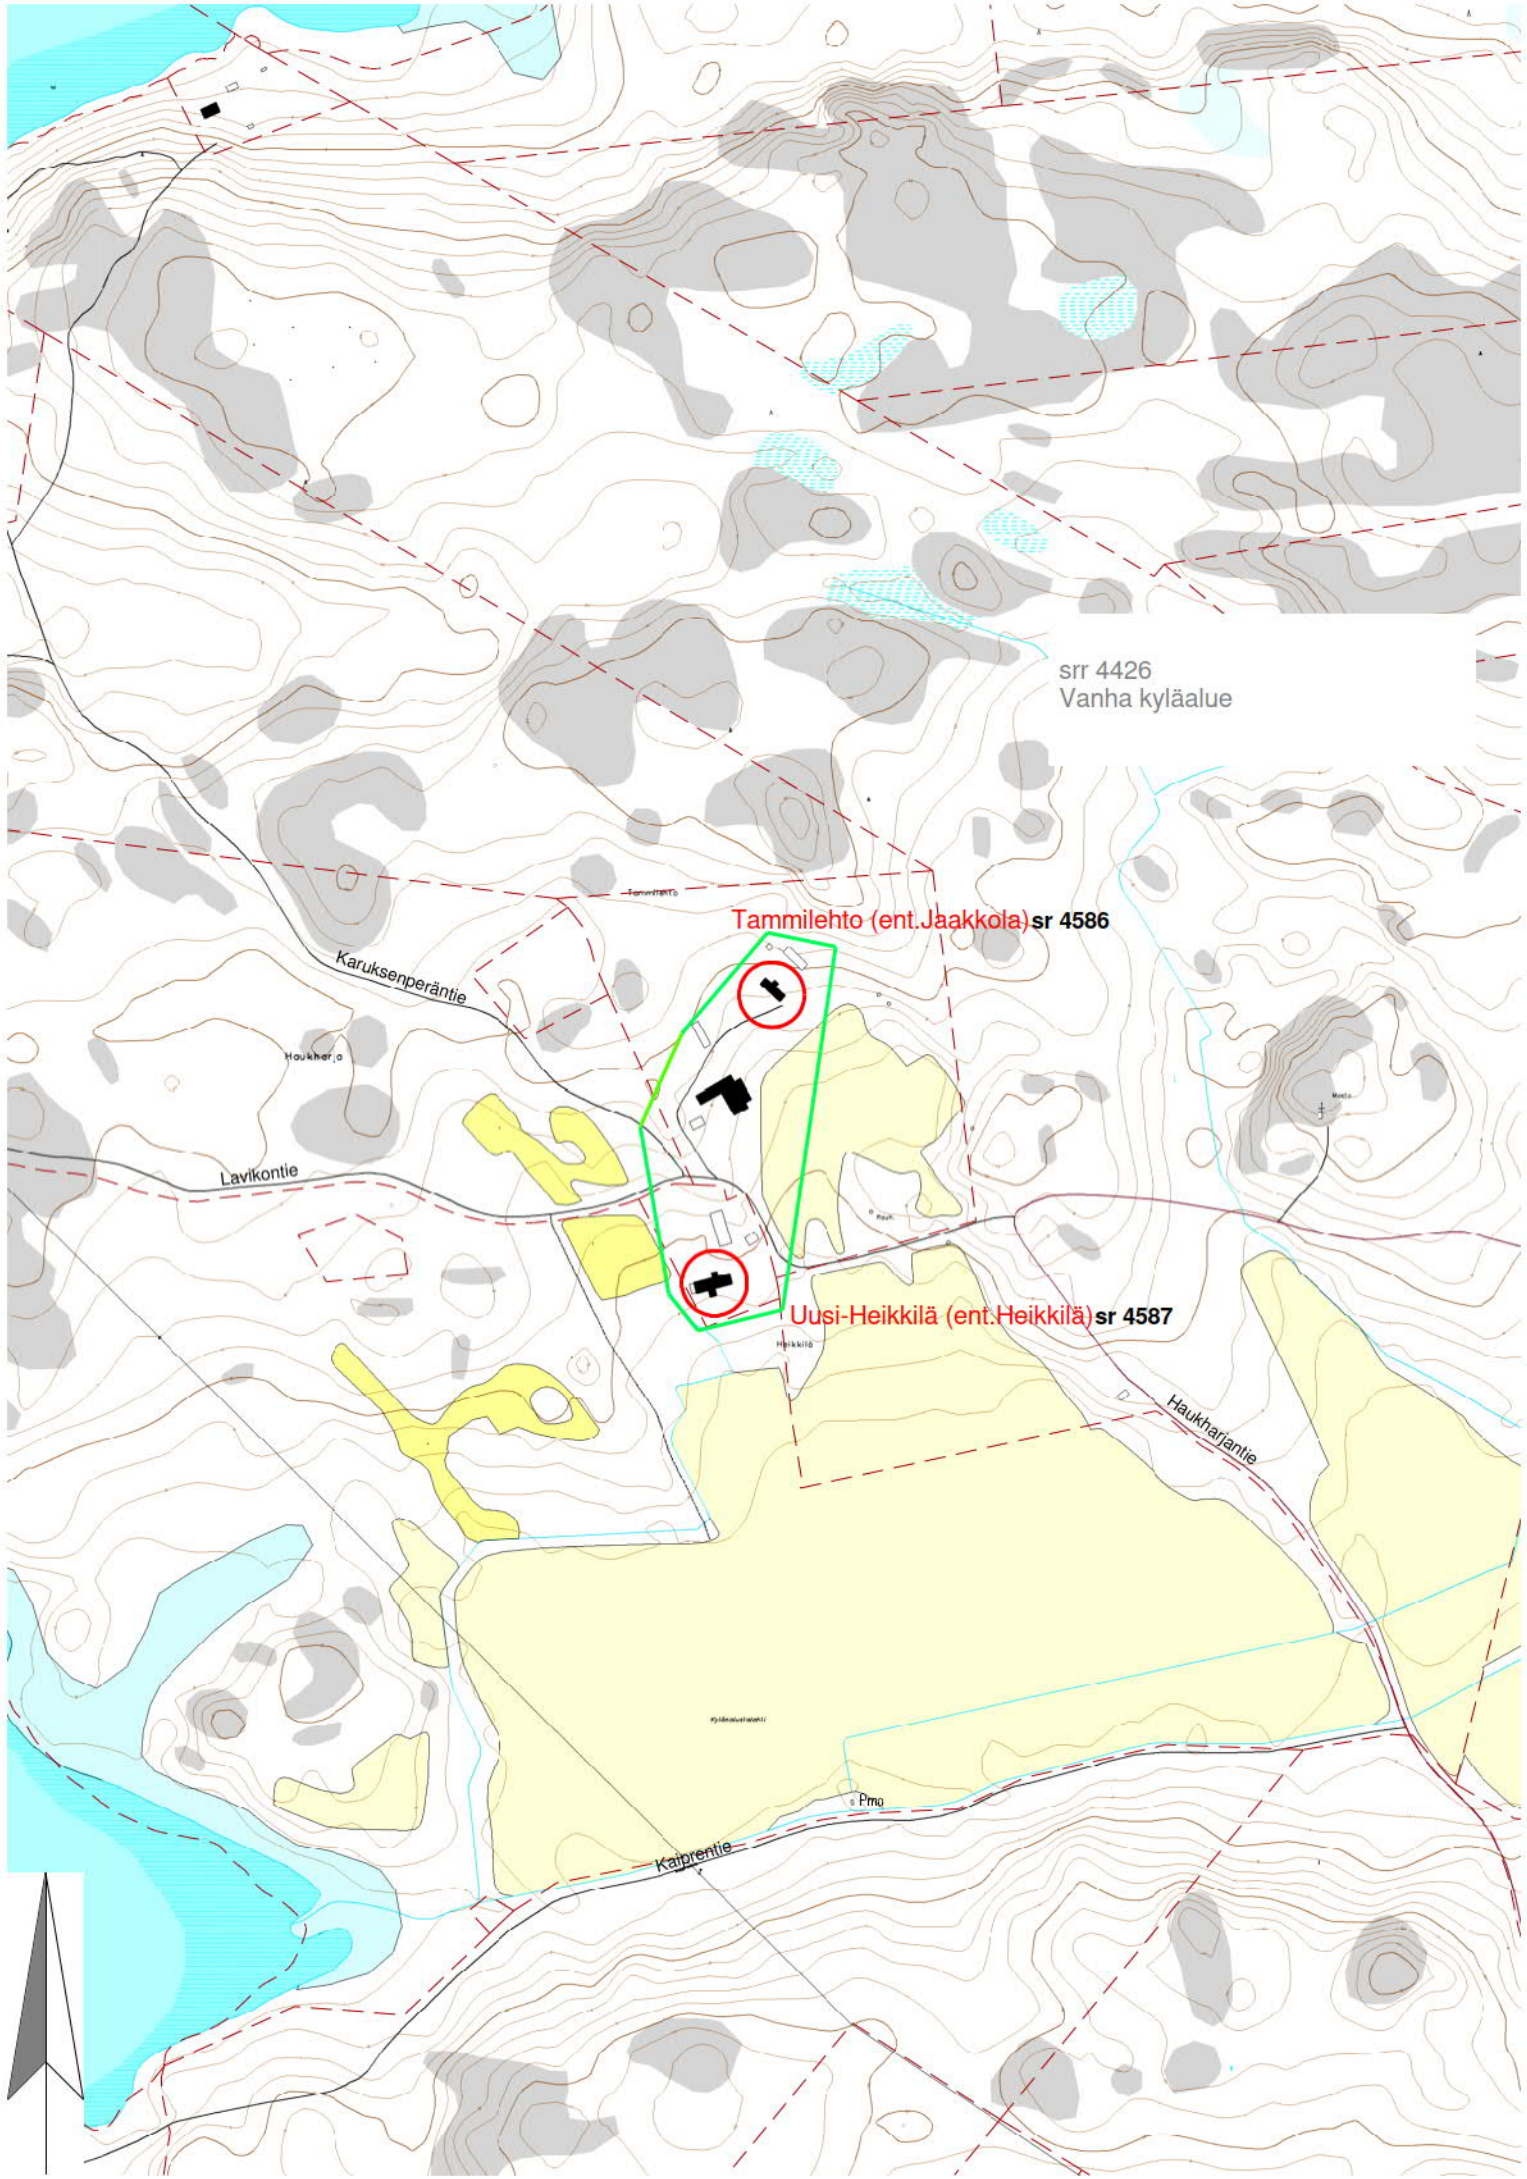 srr 4426
Vanha kyläalue
Tammilehto
Tammilehto (ent.Jaakkola) sr 4586
Karuksenperäntie
Haukharja
Masto
Lavikontie
Uusi-Heikkilä (ent.Heikkilä) sr 4587
Heikkilä
Haukharjantie
Pmo
Kaiprentie